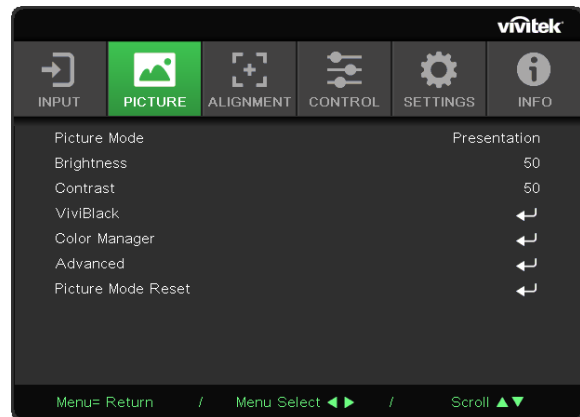 vivitek
INPUT PICTURE ALIGNMENT CONTROL SETTINGS INFO
Picture Mode Presentation
Brightness 50
Contrast 50
ViviBlack
Color Manager
Advanced
Picture Mode Reset
Menu= Return / Menu Select ◀ ▶ / Scroll ▲▼